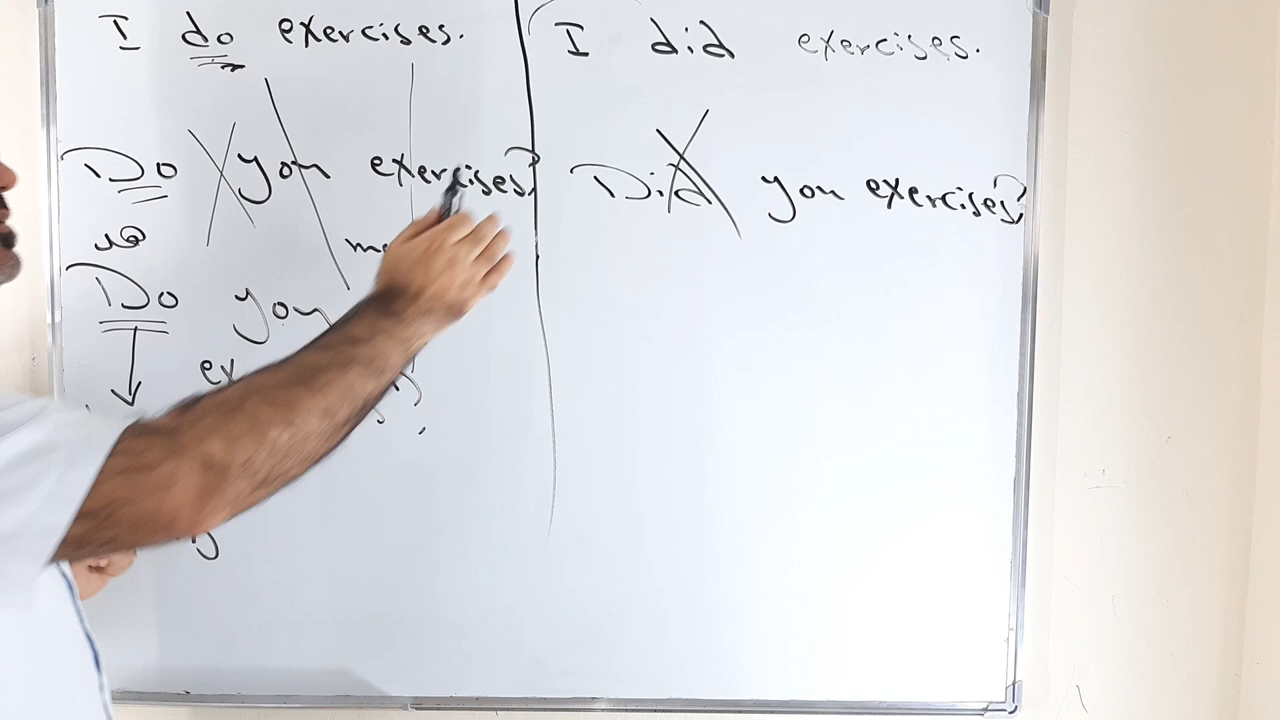 I do exercises.
Do you exercises?
Do you
I did exercises.
Did you exercises?